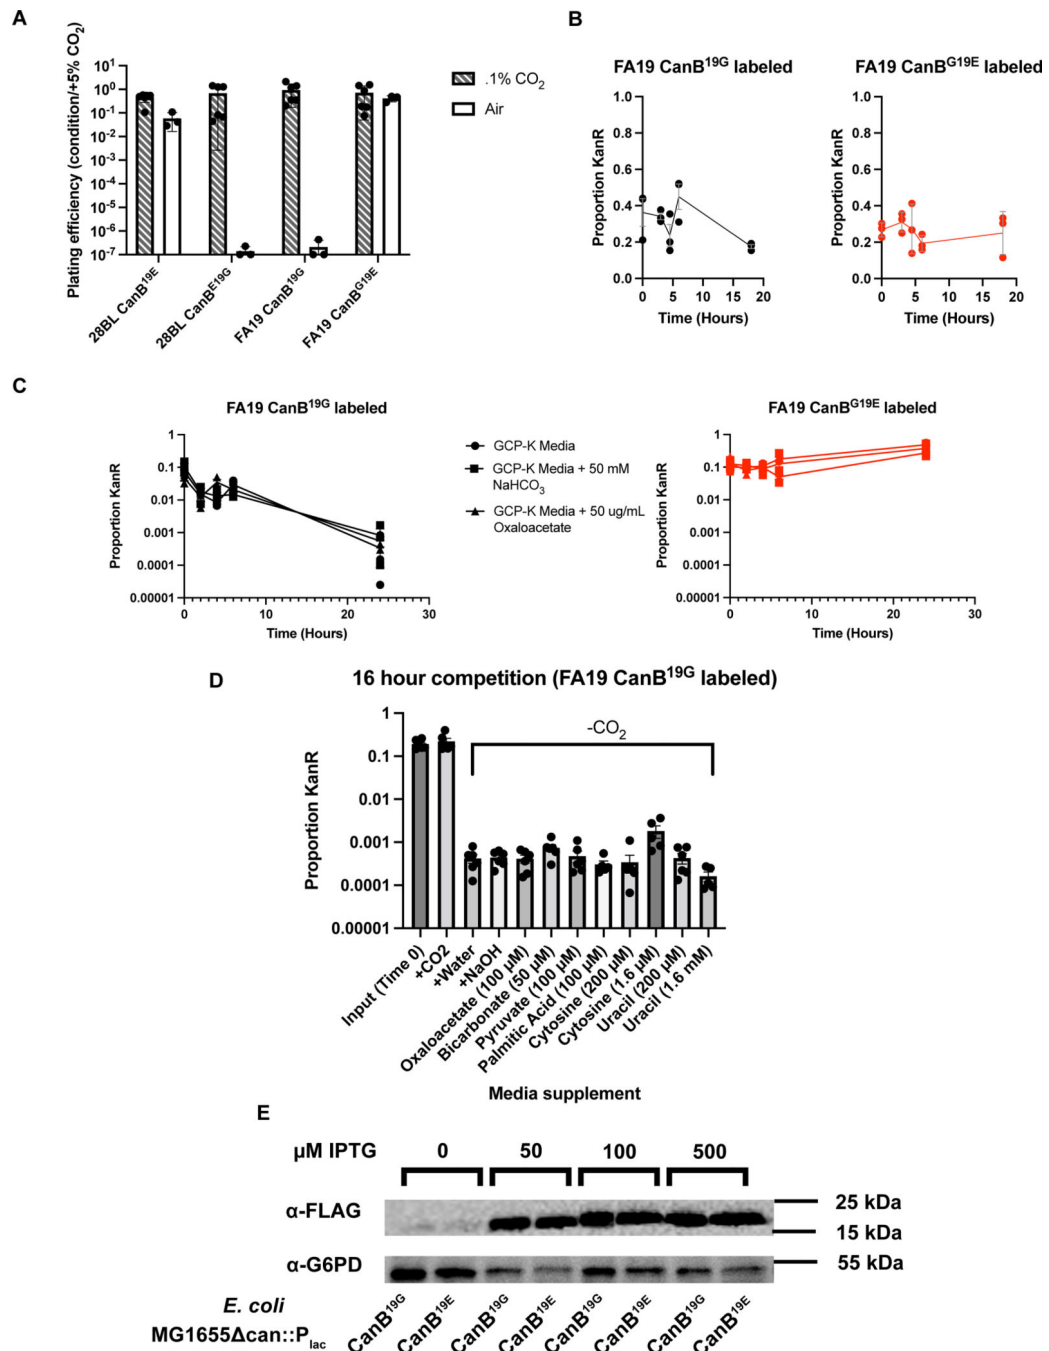 A
Plating efficiency (condition/+5% CO₂)
10¹
10⁰
10⁻¹
10⁻²
10⁻³
10⁻⁴
10⁻⁵
10⁻⁶
10⁻⁷
28BL CanB¹⁹ᴱ
28BL CanBᴱ¹⁹ᴳ
FA19 CanB¹⁹ᴳ
FA19 CanBᴳ¹⁹ᴱ
.1% CO₂
Air
B
FA19 CanB¹⁹ᴳ labeled
Proportion KanR
1.0
0.8
0.6
0.4
0.2
0.0
0 5 10 15 20
Time (Hours)
FA19 CanBᴳ¹⁹ᴱ labeled
Proportion KanR
1.0
0.8
0.6
0.4
0.2
0.0
0 5 10 15 20
Time (Hours)
C
FA19 CanB¹⁹ᴳ labeled
Proportion KanR
1
0.1
0.01
0.001
0.0001
0.00001
0 10 20 30
Time (Hours)
GCP-K Media
GCP-K Media + 50 mM
NaHCO₃
GCP-K Media + 50 ug/mL
Oxaloacetate
FA19 CanBᴳ¹⁹ᴱ labeled
Proportion KanR
1
0.1
0.01
0.001
0.0001
0.00001
0 10 20 30
Time (Hours)
D
16 hour competition (FA19 CanB¹⁹ᴳ labeled)
-CO₂
Proportion KanR
1
0.1
0.01
0.001
0.0001
0.00001
Input (Time 0)
+CO2
+Water
+NaOH
Oxaloacetate (100 µM)
Bicarbonate (50 µM)
Pyruvate (100 µM)
Palmitic Acid (100 µM)
Cytosine (200 µM)
Cytosine (1.6 µM)
Uracil (200 µM)
Uracil (1.6 mM)
Media supplement
E
µM IPTG 0 50 100 500
α-FLAG
25 kDa
15 kDa
α-G6PD
55 kDa
E. coli
MG1655Δcan::Pₗₐc
CanB¹⁹ᴳ
CanB¹⁹ᴱ
CanB¹⁹ᴳ
CanB¹⁹ᴱ
CanB¹⁹ᴳ
CanB¹⁹ᴱ
CanB¹⁹ᴳ
CanB¹⁹ᴱ